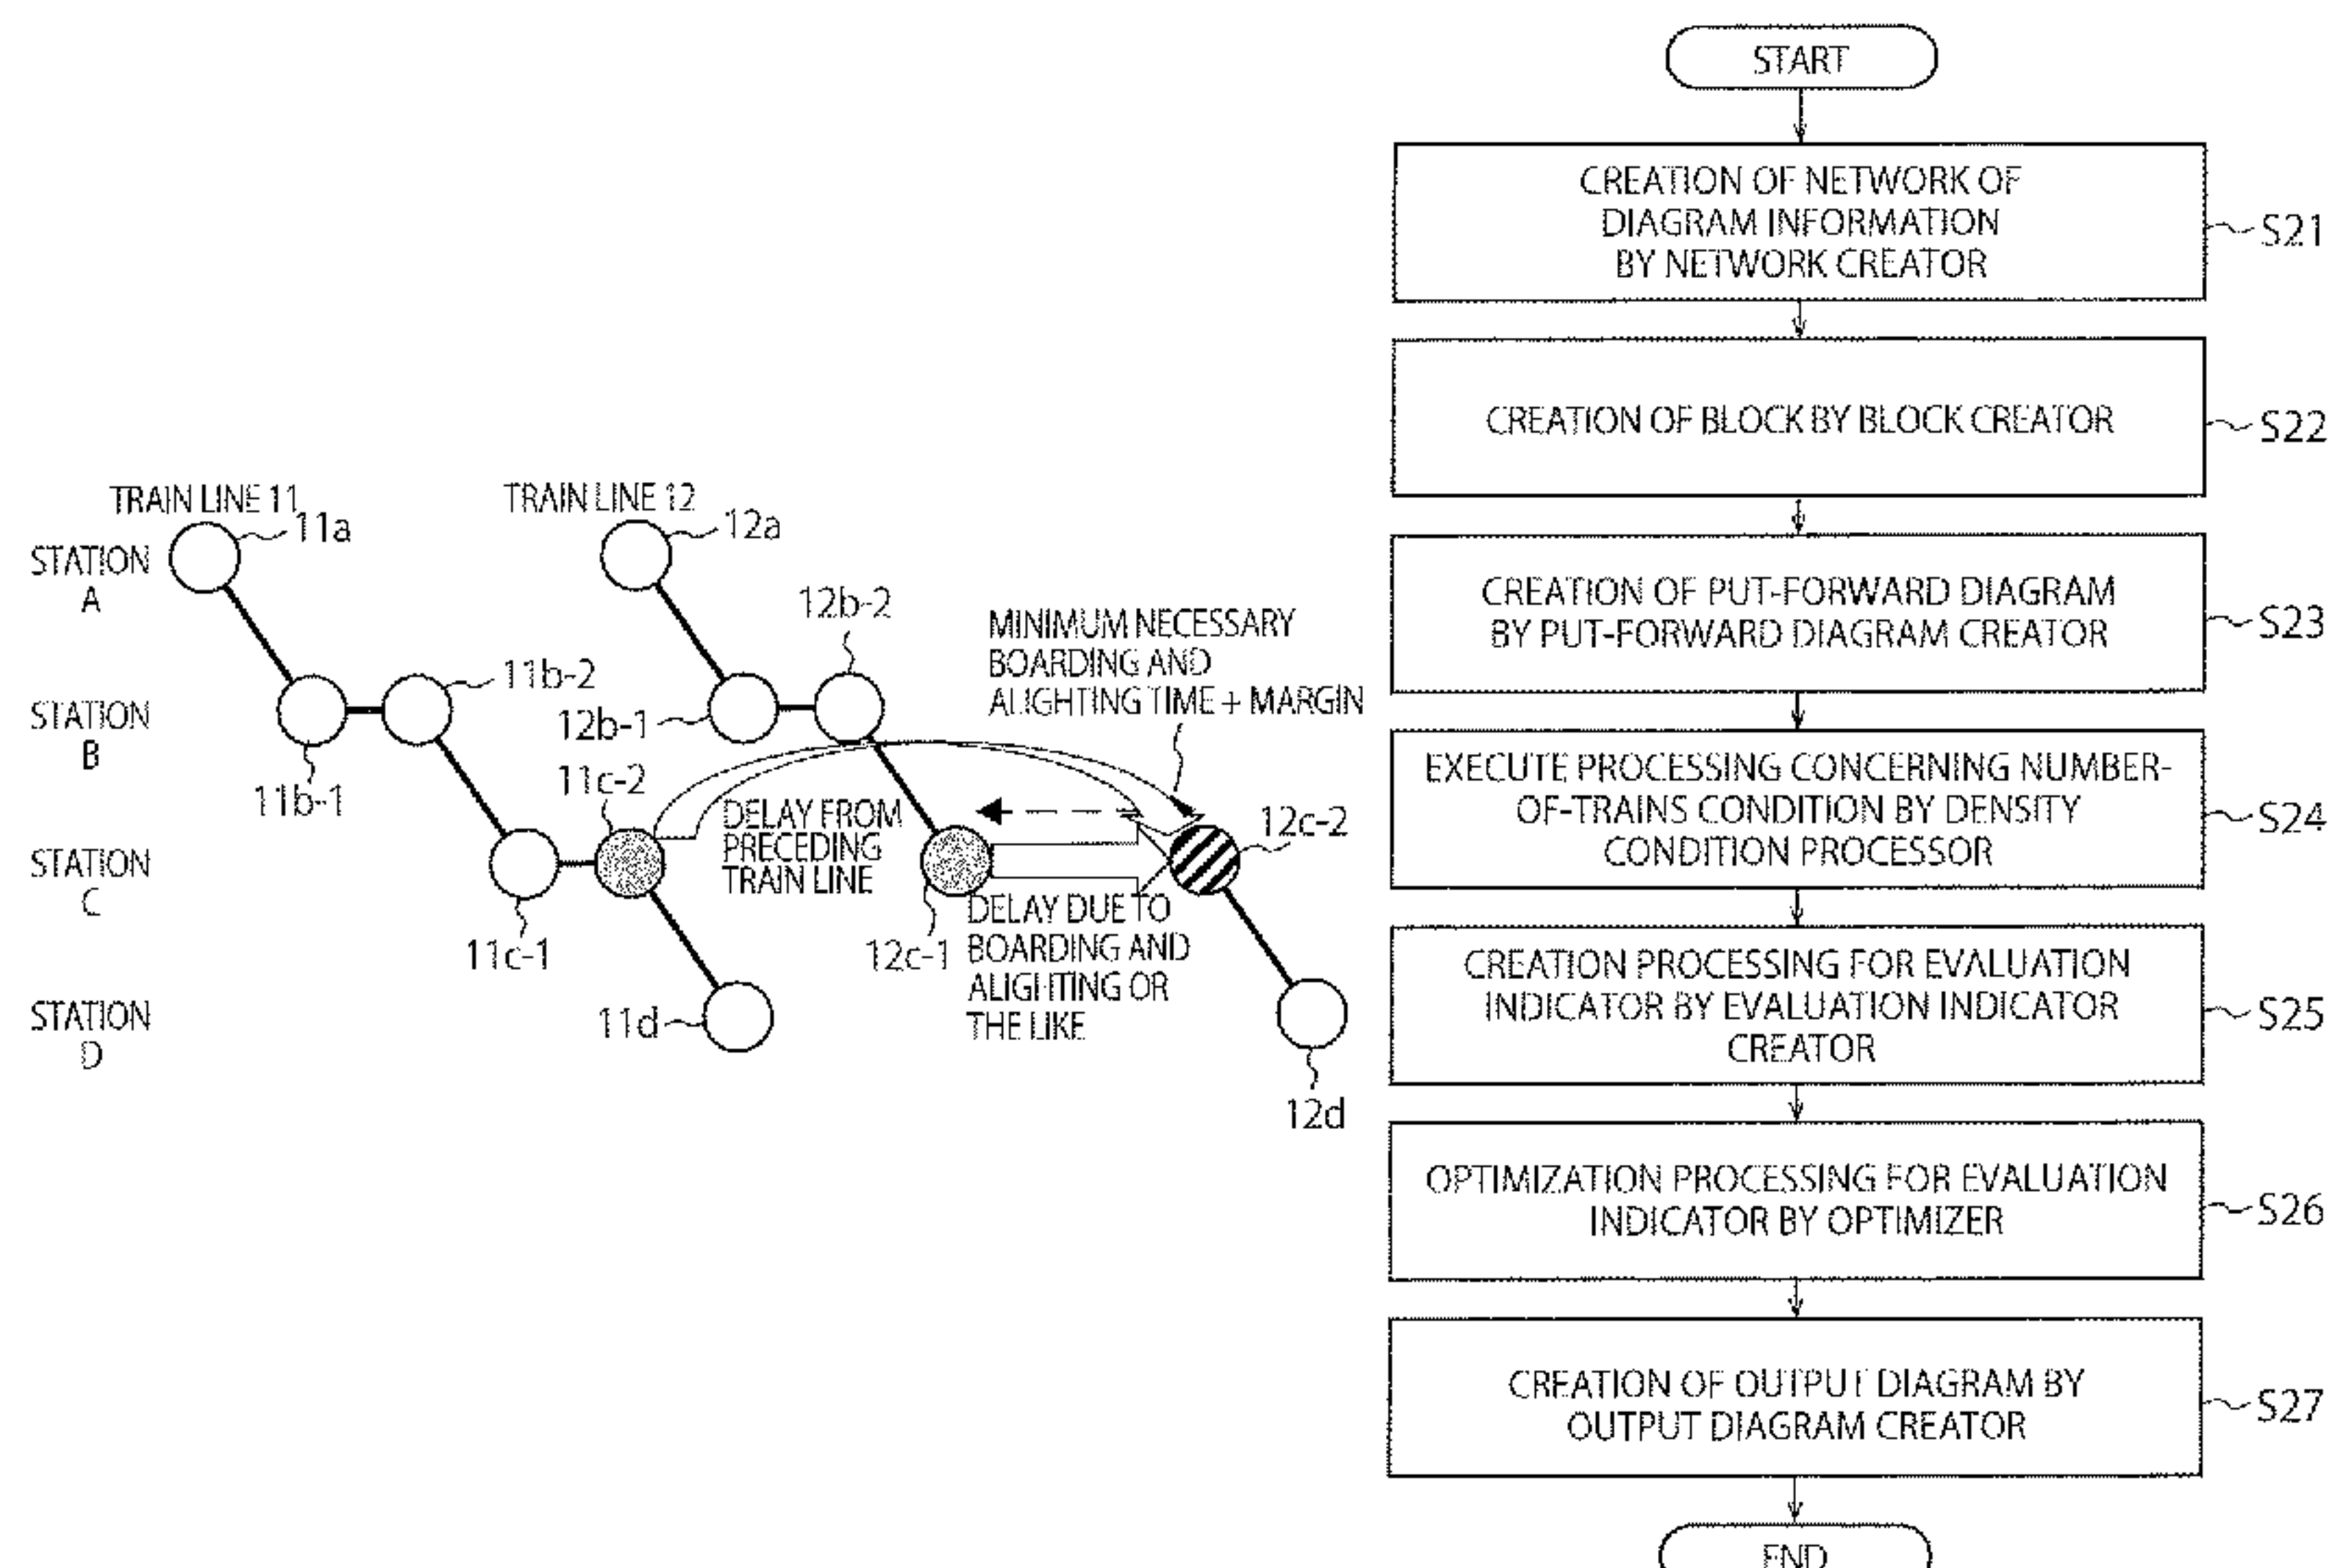 TRAIN LINE 11
11a
TRAIN LINE 12
12a
STATION
A
12b-2
MINIMUM NECESSARY
BOARDING AND
ALIGHTING TIME + MARGIN
11b-2
STATION
B
12b-1
11b-1
11c-2
DELAY FROM
PRECEDING
TRAIN LINE
12c-2
STATION
C
11c-1
12c-1
DELAY DUE TO
BOARDING AND
ALIGHTING OR
THE LIKE
STATION
D
11d
12d
START
CREATION OF NETWORK OF
DIAGRAM INFORMATION
BY NETWORK CREATOR
S21
CREATION OF BLOCK BY BLOCK CREATOR
S22
CREATION OF PUT-FORWARD DIAGRAM
BY PUT-FORWARD DIAGRAM CREATOR
S23
EXECUTE PROCESSING CONCERNING NUMBER-
OF-TRAINS CONDITION BY DENSITY
CONDITION PROCESSOR
S24
CREATION PROCESSING FOR EVALUATION
INDICATOR BY EVALUATION INDICATOR
CREATOR
S25
OPTIMIZATION PROCESSING FOR EVALUATION
INDICATOR BY OPTIMIZER
S26
CREATION OF OUTPUT DIAGRAM BY
OUTPUT DIAGRAM CREATOR
S27
END